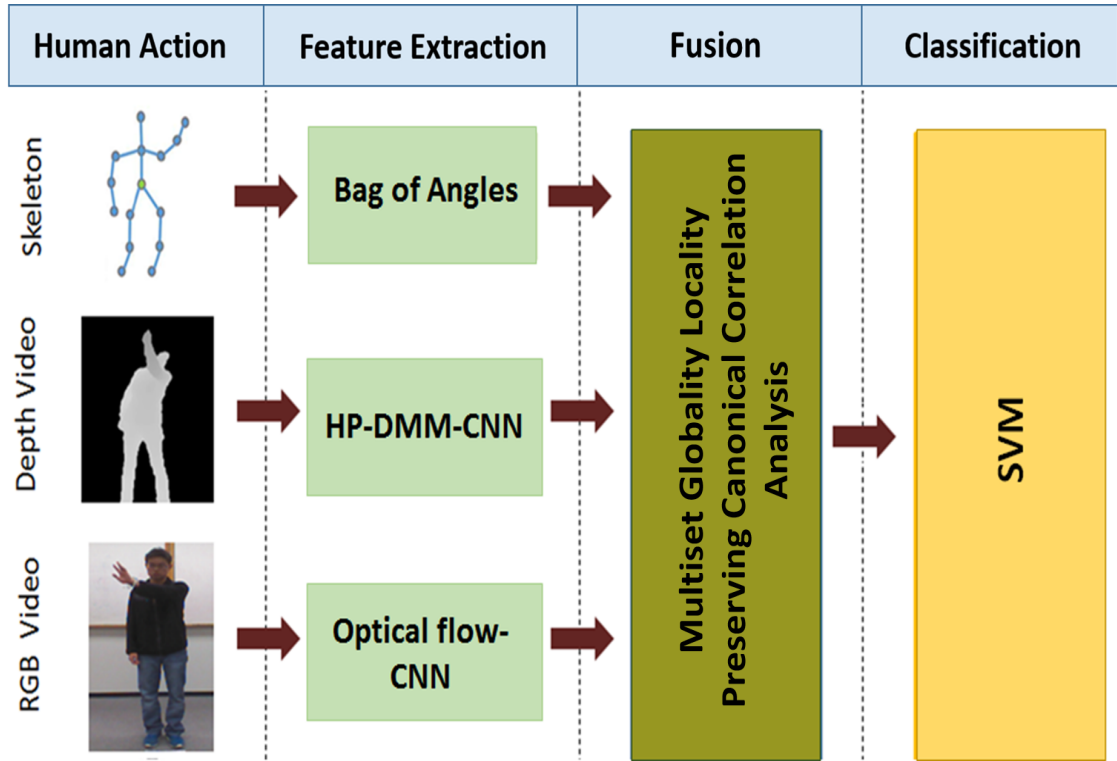 Human Action
Feature Extraction
Fusion
Classification
Skeleton
Bag of Angles
Depth Video
HP-DMM-CNN
RGB Video
Optical flow-
CNN
Multiset Globality Locality
Preserving Canonical Correlation
Analysis
SVM